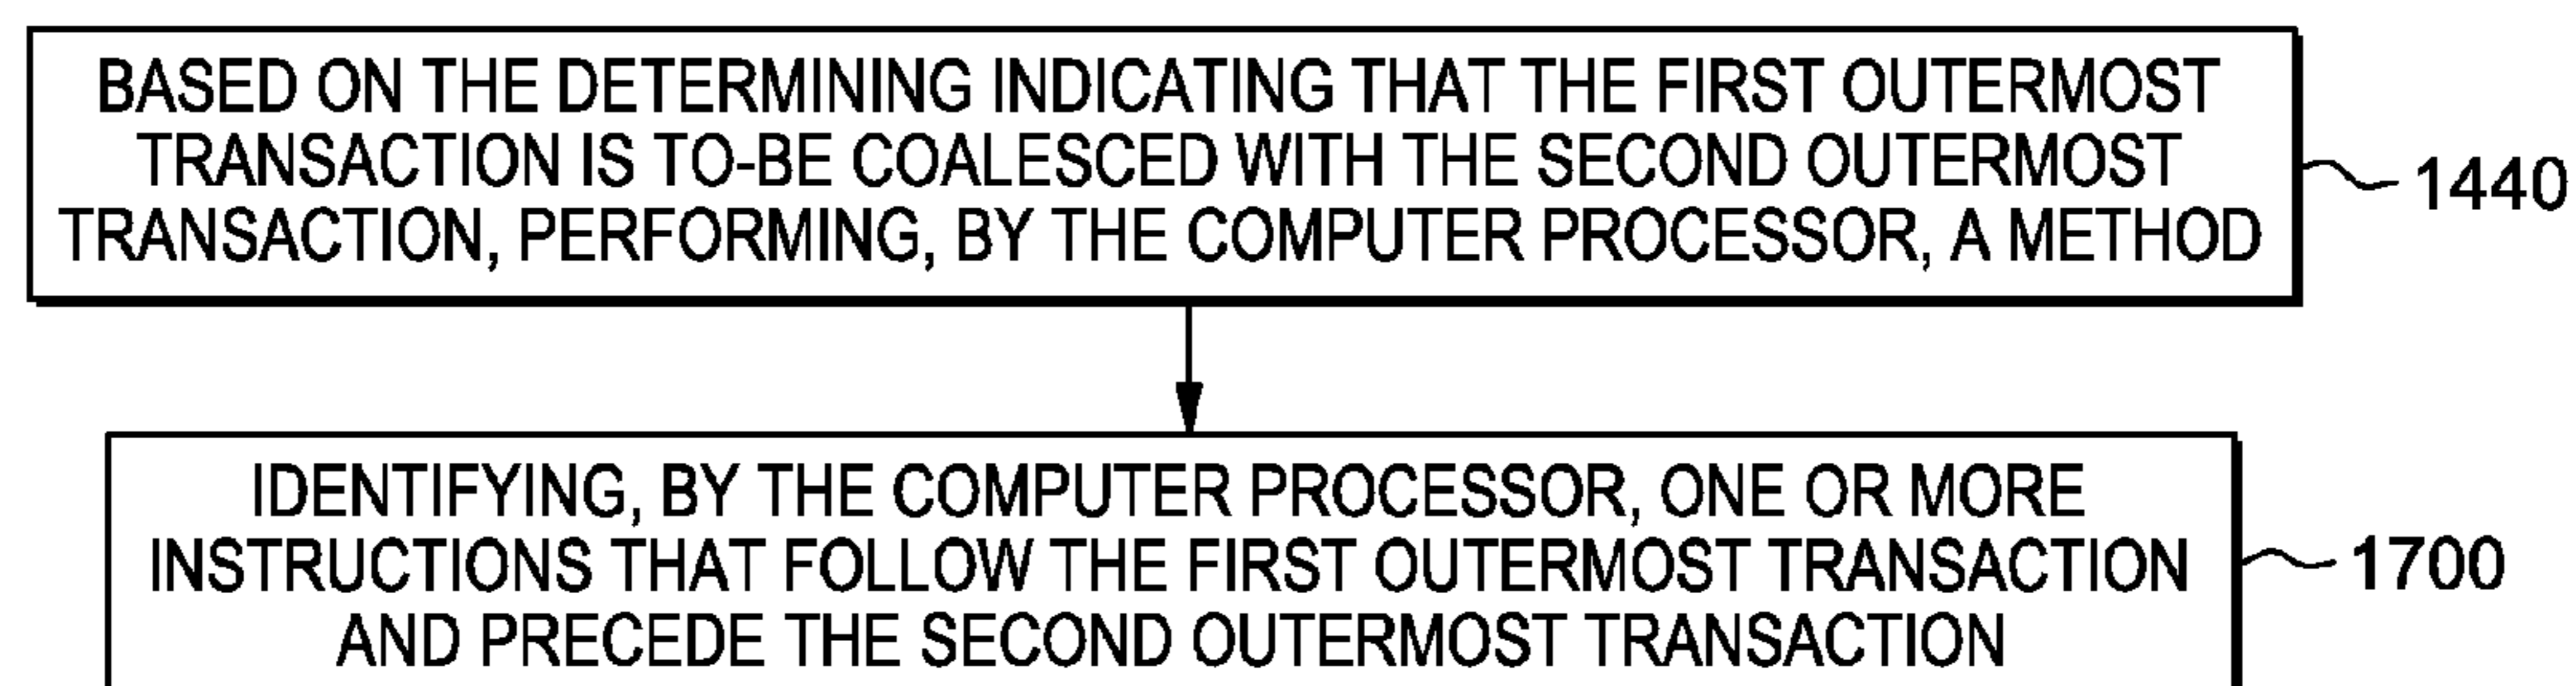 BASED ON THE DETERMINING INDICATING THAT THE FIRST OUTERMOST
TRANSACTION IS TO-BE COALESCED WITH THE SECOND OUTERMOST
TRANSACTION, PERFORMING, BY THE COMPUTER PROCESSOR, A METHOD
1440
IDENTIFYING, BY THE COMPUTER PROCESSOR, ONE OR MORE
INSTRUCTIONS THAT FOLLOW THE FIRST OUTERMOST TRANSACTION
AND PRECEDE THE SECOND OUTERMOST TRANSACTION
1700